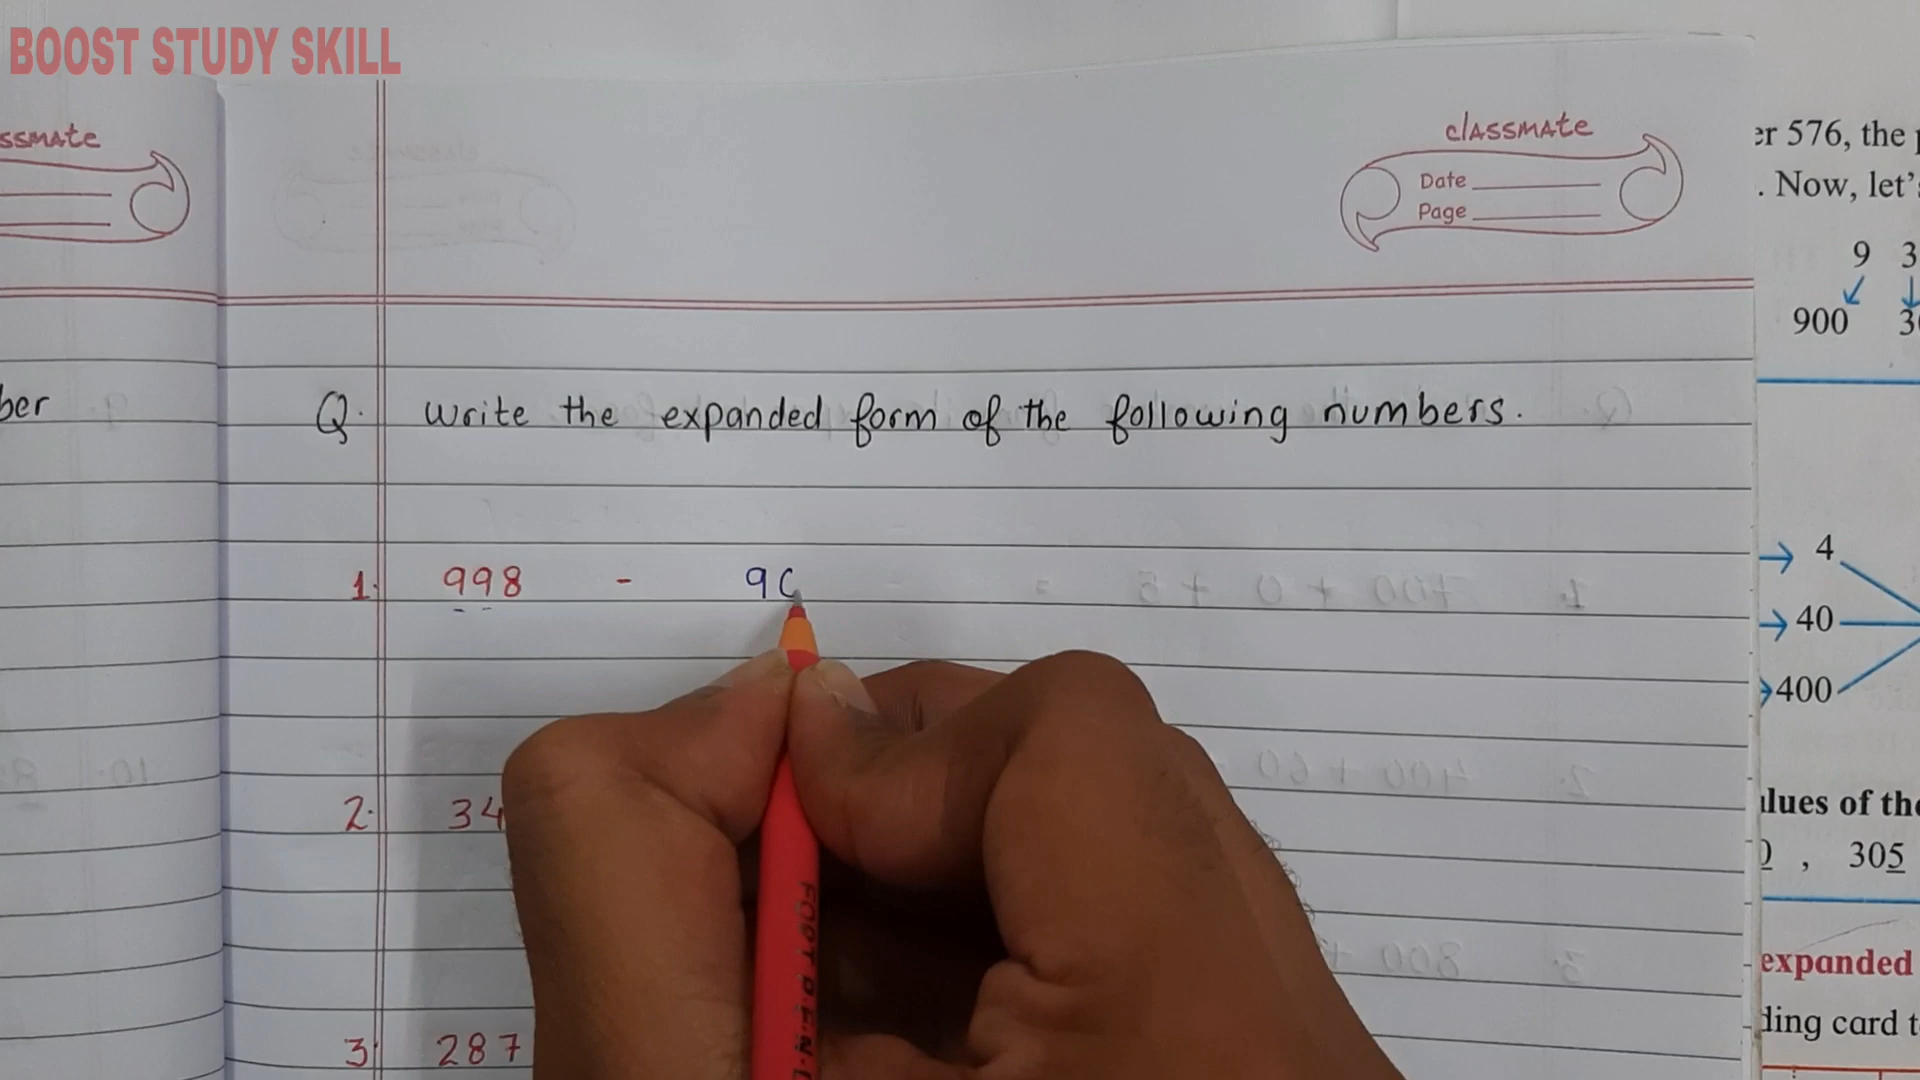 BOOST STUDY SKILL
ssmate
classmate
Date
Page
er 576, the
. Now, let's
9 3
900
ber
Q. Write the expanded form of the following numbers.
4
1. 998 - 90
40
400
2. 34
lues of the
, 305
expanded
3. 287
ding card t